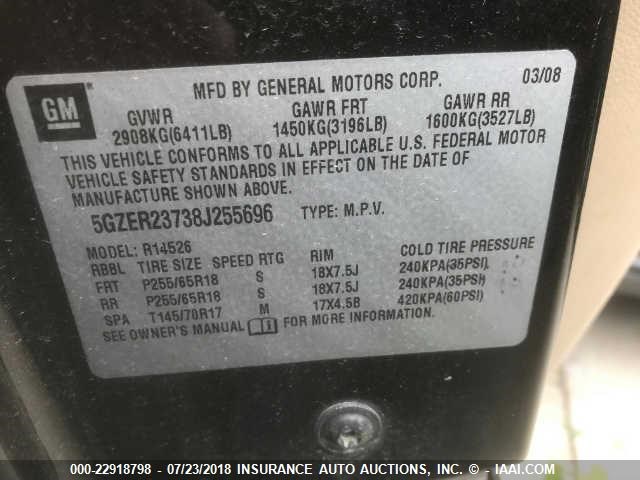 MFD BY GENERAL MOTORS CORP. 03/08
GM
GVWR GAWR FRT GAWR RR
2908KG(6411LB) 1450KG(3196LB) 1600KG(3527LB)
THIS VEHICLE CONFORMS TO ALL APPLICABLE U.S. FEDERAL MOTOR
VEHICLE SAFETY STANDARDS IN EFFECT ON THE DATE OF
MANUFACTURE SHOWN ABOVE.
5GZER23738J255696 TYPE: M.P.V.
MODEL: R14526
RBBL TIRE SIZE SPEED RTG RIM COLD TIRE PRESSURE
FRT P255/65R18 S 18X7.5J 240KPA(35PSI)
RR P255/65R18 S 18X7.5J 240KPA(35PSI)
SPA T145/70R17 M 17X4.5B 420KPA(60PSI)
SEE OWNER'S MANUAL FOR MORE INFORMATION.
000-22918798 - 07/23/2018 INSURANCE AUTO AUCTIONS, INC. - © IAAI.COM